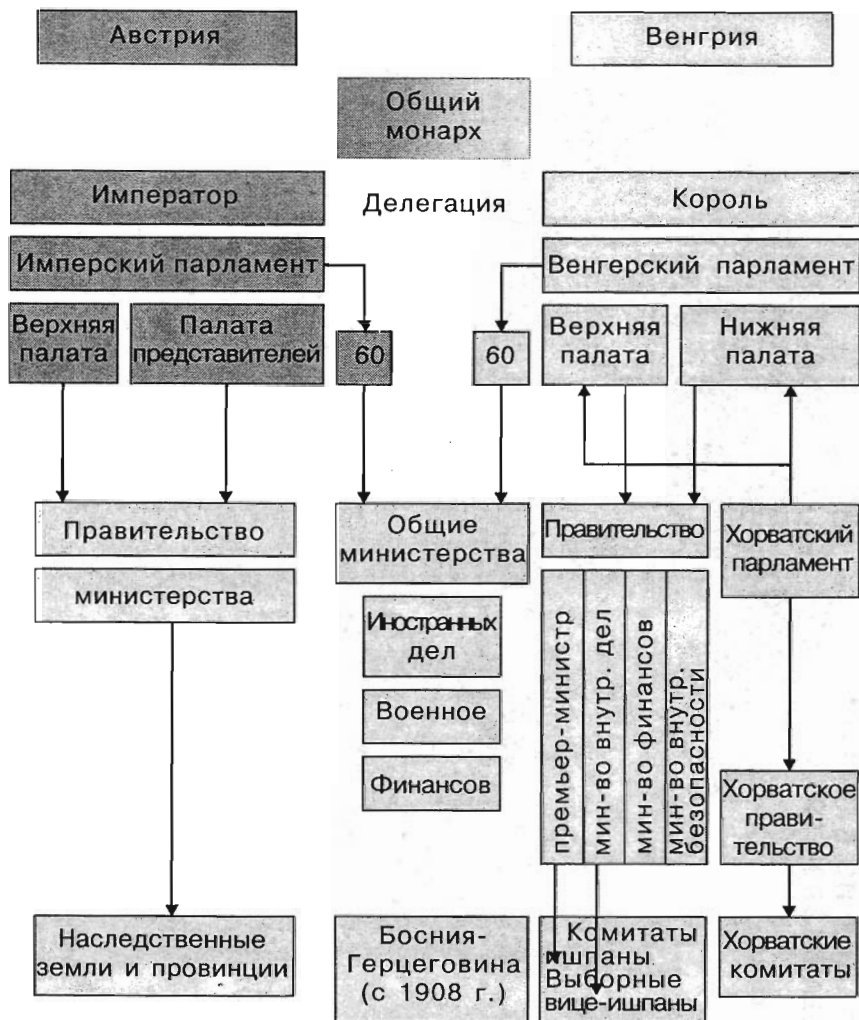 Австрия
Венгрия
Общий
монарх
Император
Делегация
Король
Имперский парламент
Венгерский парламент
Верхняя
палата
Палата
представителей
60
60
Верхняя
палата
Нижняя
палата
Правительство
Общие
министерства
Правительство
Хорватский
парламент
министерства
Иностранных
дел
Военное
Финансов
премьер-министр
мин-во внутр. дел
мин-во финансов
мин-во внутр.
безопасности
Хорватское
прави-
тельство
Наследственные
земли и провинции
Босния-
Герцеговина
(с 1908 г.)
Комитаты
ишпаны
Выборные
вице-ишпаны
Хорватские
комитаты